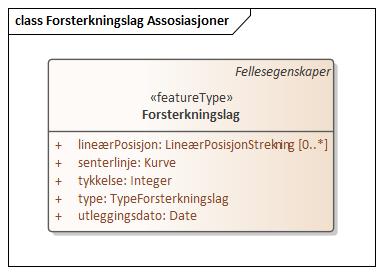 class Forsterkningslag Assosiasjoner
Fellesegenskaper
«featureType»
Forsterkningslag
+ lineærPosisjon: LineærPosisjonStrekning [0..*]
+ senterlinje: Kurve
+ tykkelse: Integer
+ type: TypeForsterkningslag
+ utleggingsdato: Date